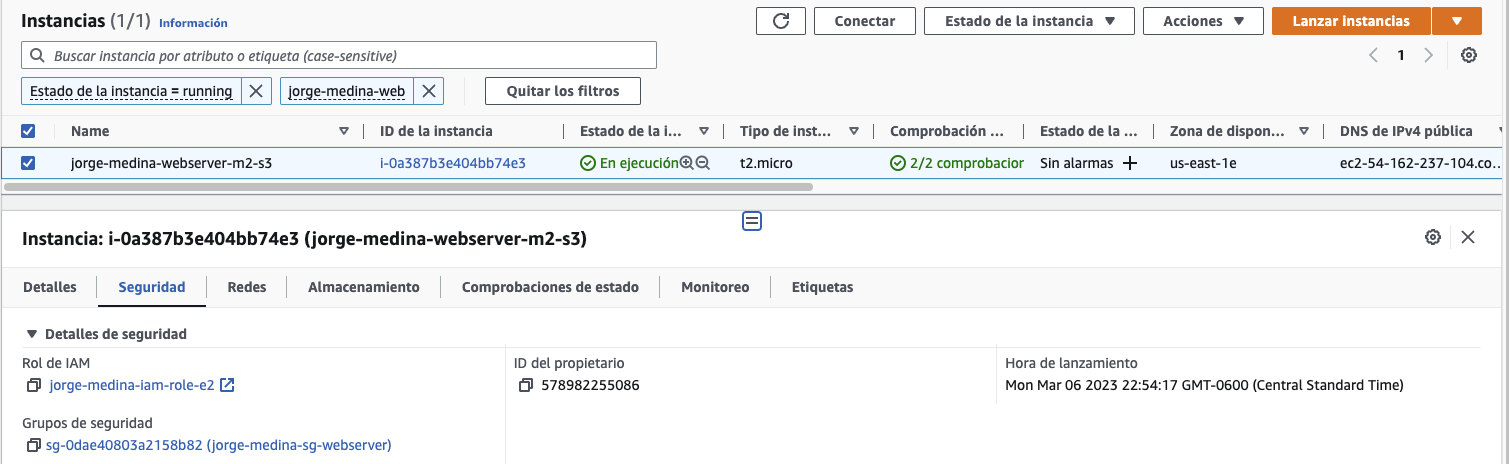 Instancias (1/1) Información
Conectar
Estado de la instancia
Acciones
Lanzar instancias
Buscar instancia por atributo o etiqueta (case-sensitive)
1
Estado de la instancia = running
jorge-medina-web
Quitar los filtros
Name ID de la instancia Estado de la i... Tipo de inst... Comprobación ... Estado de la ... Zona de dispon... DNS de IPv4 pública
jorge-medina-webserver-m2-s3 i-0a387b3e404bb74e3 En ejecución t2.micro 2/2 comprobacior Sin alarmas us-east-1e ec2-54-162-237-104.co...
Instancia: i-0a387b3e404bb74e3 (jorge-medina-webserver-m2-s3)
Detalles Seguridad Redes Almacenamiento Comprobaciones de estado Monitoreo Etiquetas
Detalles de seguridad
Rol de IAM
jorge-medina-iam-role-e2
ID del propietario
578982255086
Hora de lanzamiento
Mon Mar 06 2023 22:54:17 GMT-0600 (Central Standard Time)
Grupos de seguridad
sg-0dae40803a2158b82 (jorge-medina-sg-webserver)